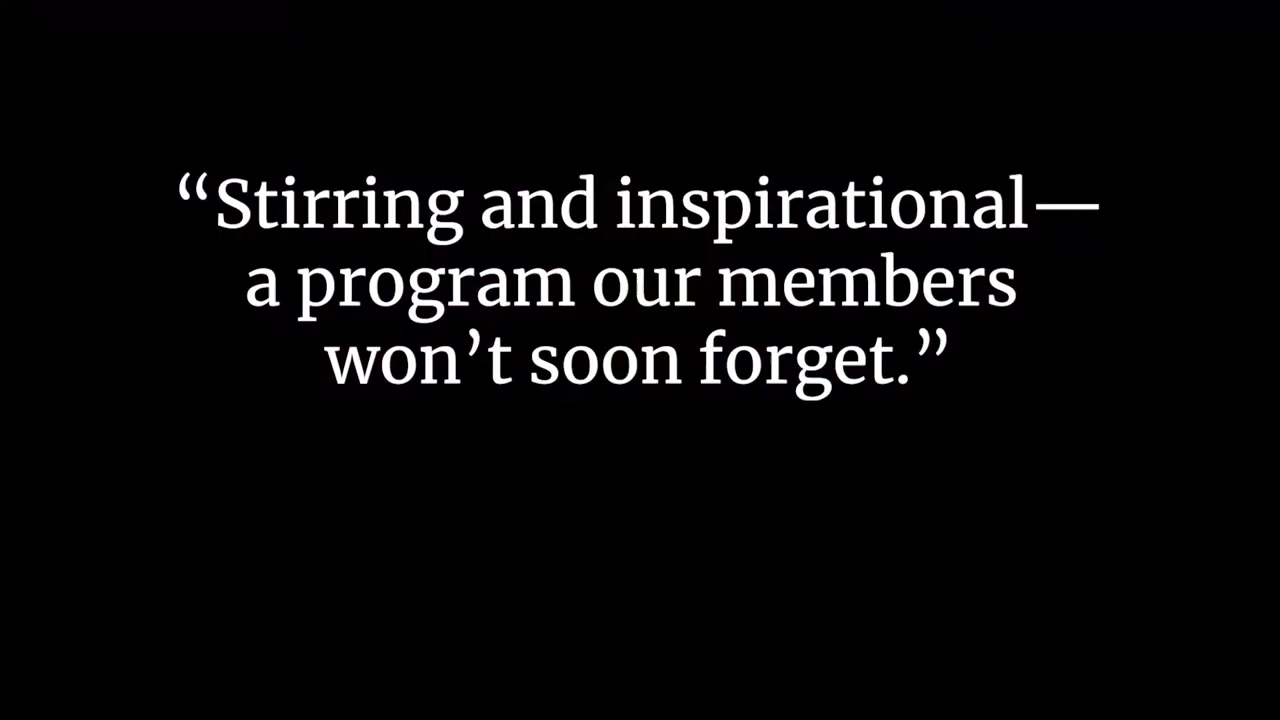 “Stirring and inspirational—
a program our members
won’t soon forget.”